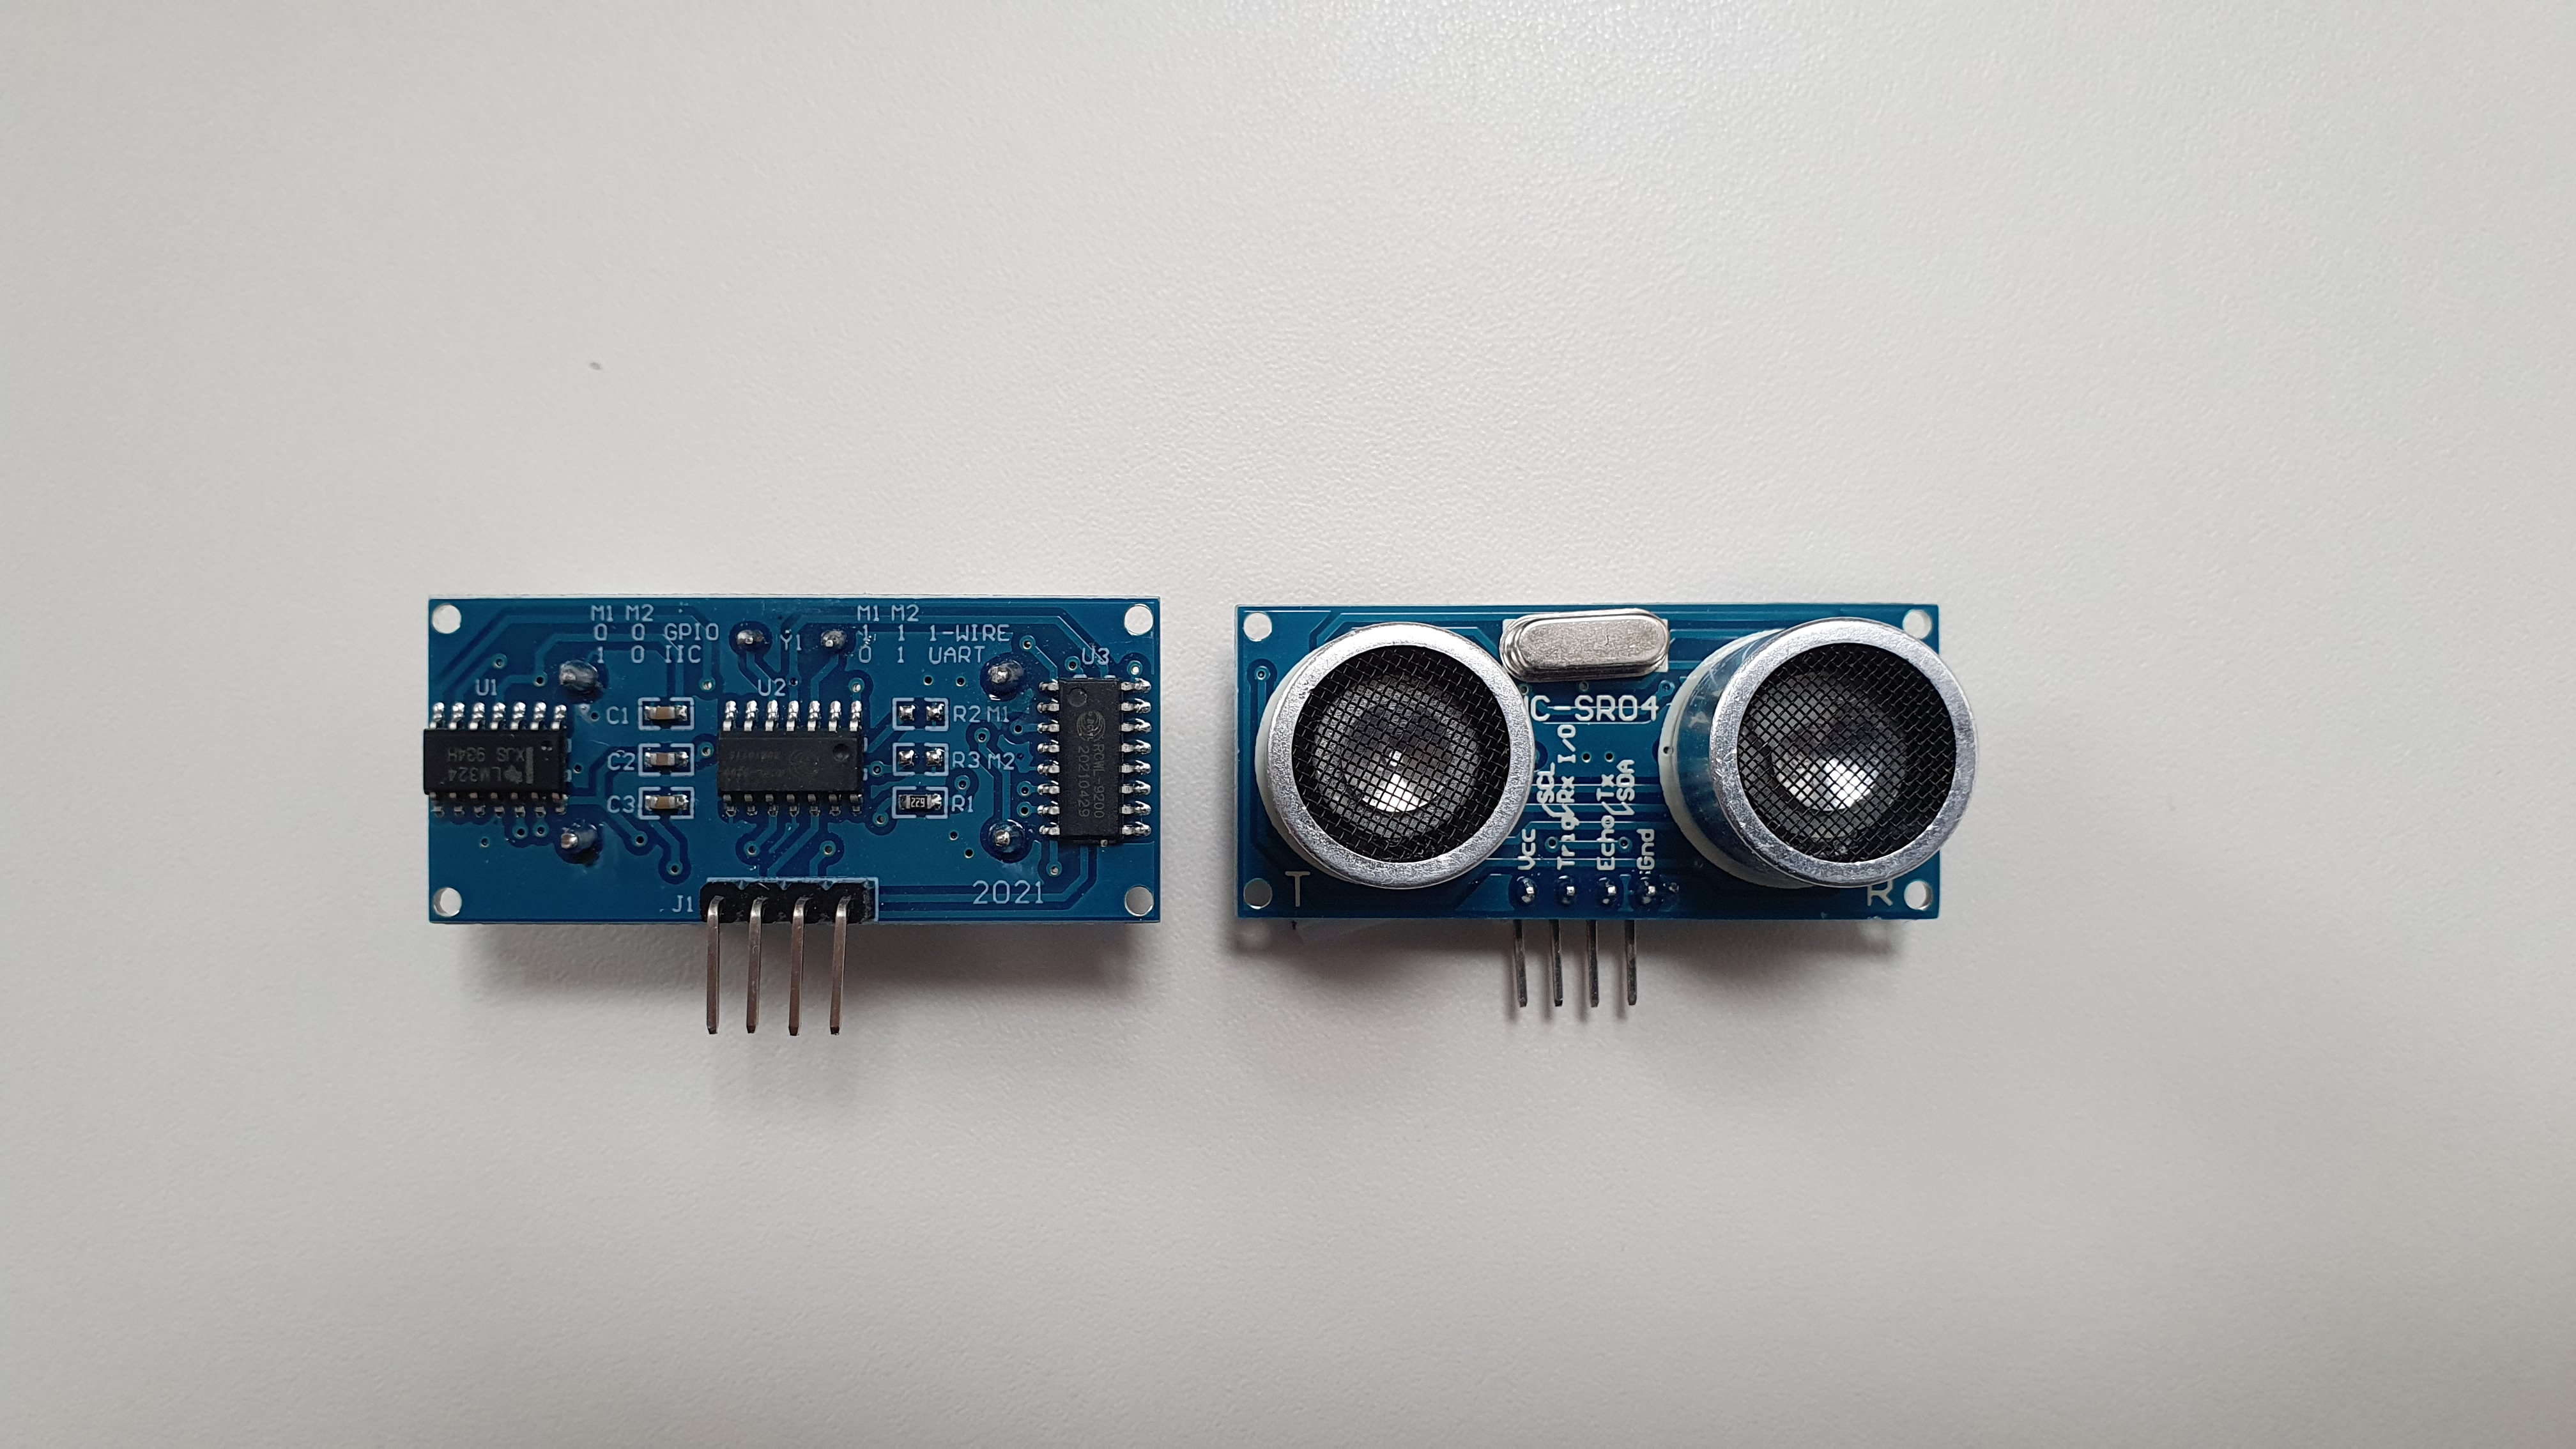 M1 M2
0 0 GPIO
1 0 IIC
Y1
M1 M2
1 1 1-WIRE
0 1 UART
U1
U2
U3
C1
C2
C3
R2 M1
R3 M2
R1
LM324
XJS 934H
RCWL-9200
20210429
J1
2021
C-SR04
Vcc
Trig/Rx I/O
/SCL
Echo/Tx
/SDA
Gnd
T
R